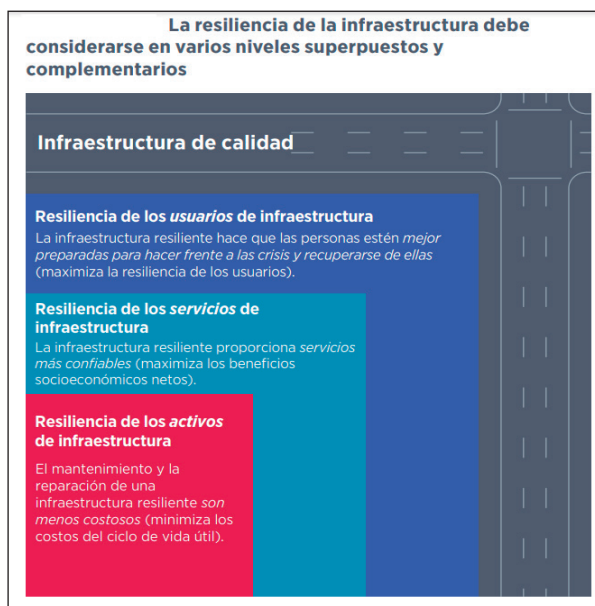 La resiliencia de la infraestructura debe
considerarse en varios niveles superpuestos y
complementarios
Infraestructura de calidad
Resiliencia de los usuarios de infraestructura
La infraestructura resiliente hace que las personas estén mejor
preparadas para hacer frente a las crisis y recuperarse de ellas
(maximiza la resiliencia de los usuarios).
Resiliencia de los servicios de
infraestructura
La infraestructura resiliente proporciona servicios
más confiables (maximiza los beneficios
socioeconómicos netos).
Resiliencia de los activos
de infraestructura
El mantenimiento y la
reparación de una
infraestructura resiliente son
menos costosos (minimiza los
costos del ciclo de vida útil).